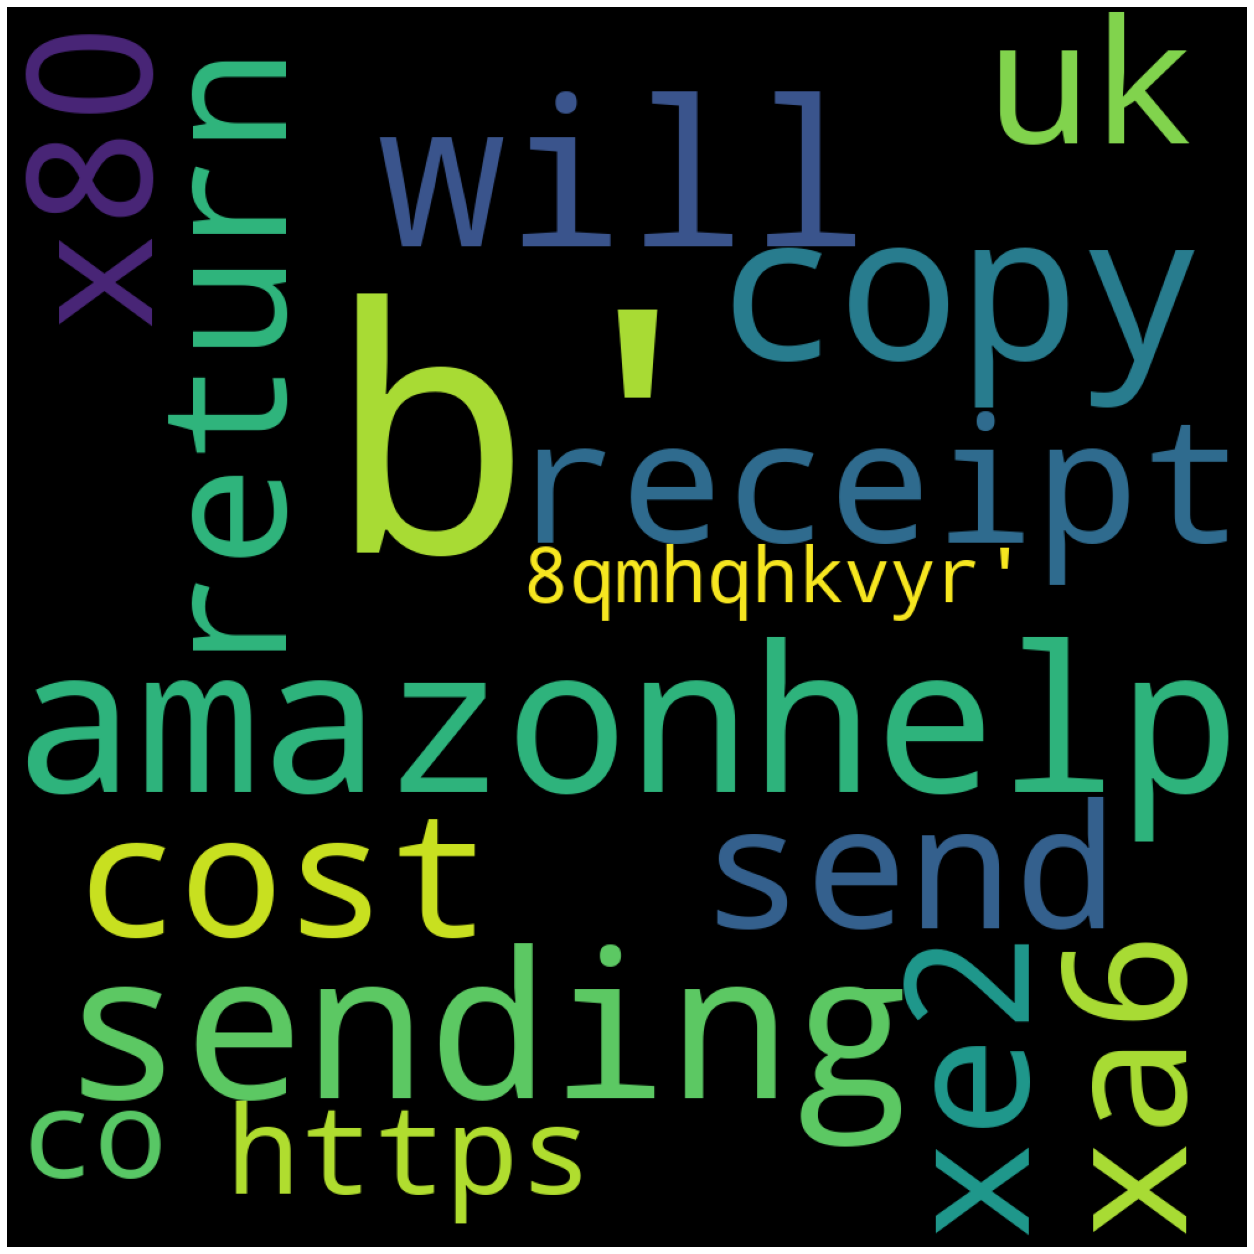 x80
return
will
uk
copy
b'
receipt
8qmhqhkvyr'
amazonhelp
cost
send
sending
xe2
xa6
co
https